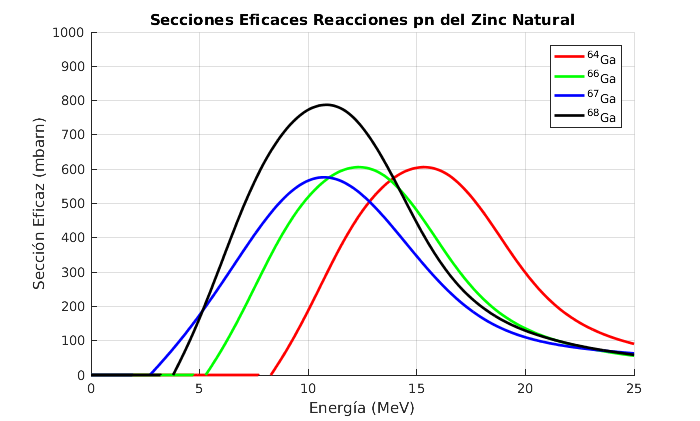 Secciones Eficaces Reacciones pn del Zinc Natural
1000
900
800
700
600
500
400
300
200
100
0
Sección Eficaz (mbarn)
⁶⁴Ga
⁶⁶Ga
⁶⁷Ga
⁶⁸Ga
0 5 10 15 20 25
Energía (MeV)